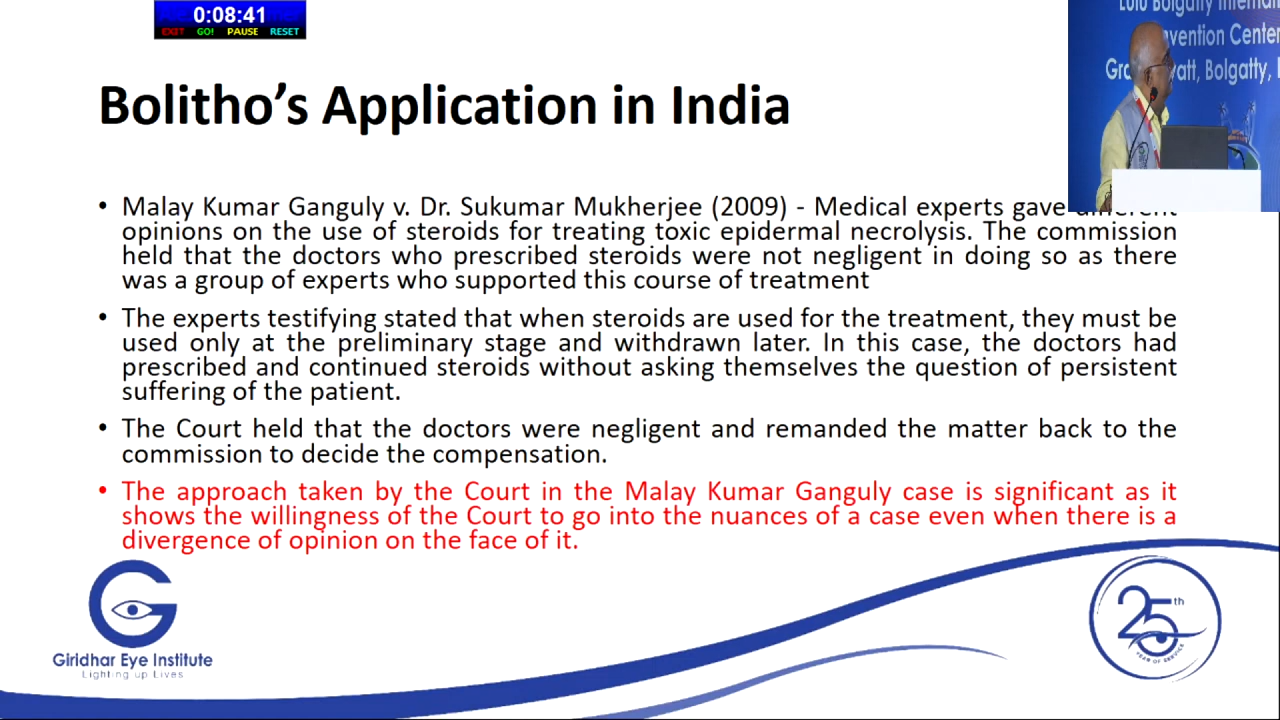 0:08:41
EXIT GO! PAUSE RESET
Lulu Bolgatty Internat
nvention Center
Gra yatt, Bolgatty,
Bolitho’s Application in India
• Malay Kumar Ganguly v. Dr. Sukumar Mukherjee (2009) - Medical experts gave different
opinions on the use of steroids for treating toxic epidermal necrolysis. The commission
held that the doctors who prescribed steroids were not negligent in doing so as there
was a group of experts who supported this course of treatment
• The experts testifying stated that when steroids are used for the treatment, they must be
used only at the preliminary stage and withdrawn later. In this case, the doctors had
prescribed and continued steroids without asking themselves the question of persistent
suffering of the patient.
• The Court held that the doctors were negligent and remanded the matter back to the
commission to decide the compensation.
• The approach taken by the Court in the Malay Kumar Ganguly case is significant as it
shows the willingness of the Court to go into the nuances of a case even when there is a
divergence of opinion on the face of it.
Giridhar Eye Institute
Lighting up Lives
25th
YEAR OF SERVICE